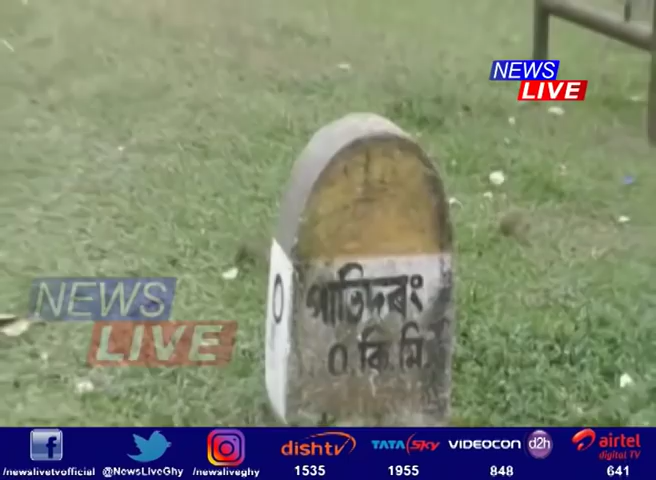 NEWS
LIVE
পাতিদৰং
0
০ কি.মি
NEWS
LIVE
/newslivetvofficial
@NewsLiveGhy
/newsliveghy
dishtv
1535
TATA sky
1955
VIDEOCON d2h
848
airtel
digital TV
641